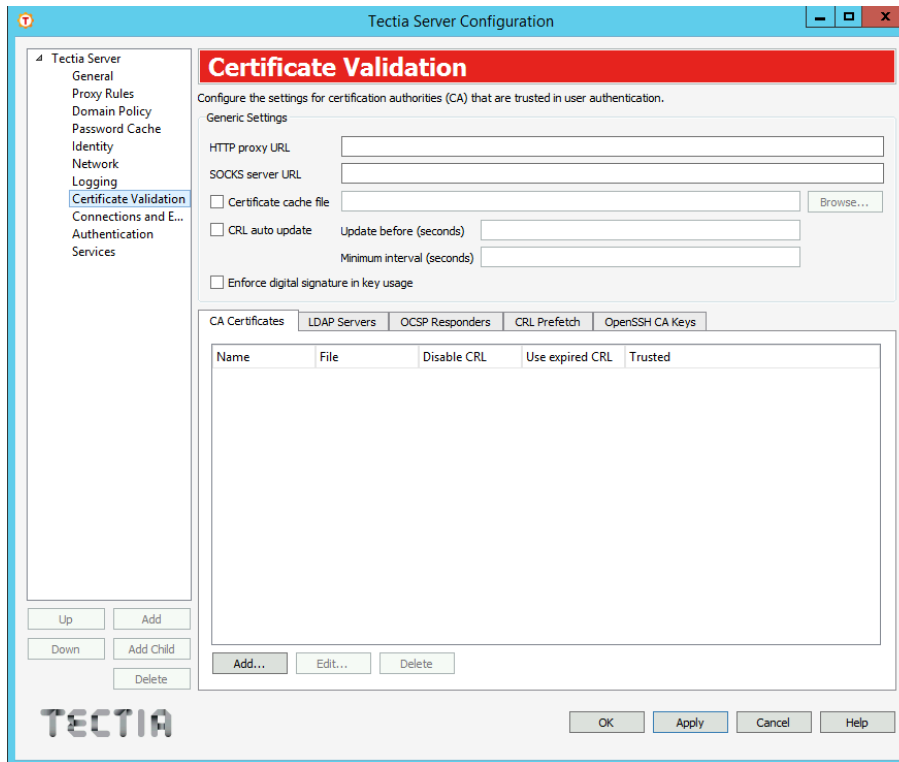 Tectia Server Configuration
Tectia Server
General
Proxy Rules
Domain Policy
Password Cache
Identity
Network
Logging
Certificate Validation
Connections and E...
Authentication
Services
Up
Add
Down
Add Child
Delete
TECTIA
Certificate Validation
Configure the settings for certification authorities (CA) that are trusted in user authentication.
Generic Settings
HTTP proxy URL
SOCKS server URL
Certificate cache file
Browse...
CRL auto update
Update before (seconds)
Minimum interval (seconds)
Enforce digital signature in key usage
CA Certificates
LDAP Servers
OCSP Responders
CRL Prefetch
OpenSSH CA Keys
Name
File
Disable CRL
Use expired CRL
Trusted
Add...
Edit...
Delete
OK
Apply
Cancel
Help